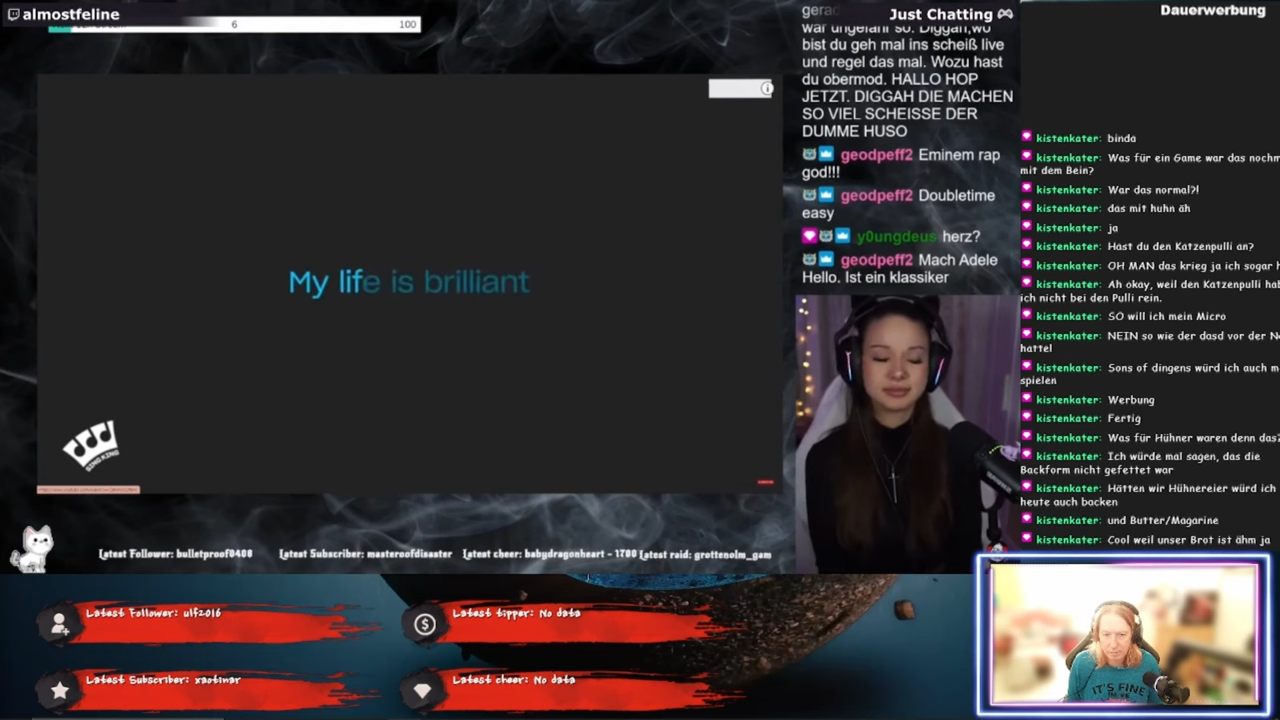 almostfeline
6
100
My life is brilliant
SING KING
Latest Follower: bulletproof0408
Latest Subscriber: masterofdisaster
Latest cheer: babydragonheart - 1700
Latest raid: grottenolm_gam
Just Chatting
war ungefähr so. Diggah,wo
bist du geh mal ins scheiß live
und regel das mal. Wozu hast
du obermod. HALLO HOP
JETZT. DIGGAH DIE MACHEN
SO VIEL SCHEISSE DER
DUMME HUSO
geodpeff2 Eminem rap
god!!!
geodpeff2 Doubletime
easy
y0ungdeus herz?
geodpeff2 Mach Adele
Hello. Ist ein klassiker
Dauerwerbung
kistenkater: binda
kistenkater: Was für ein Game war das nochm
mit dem Bein?
kistenkater: War das normal?!
kistenkater: das mit huhn äh
kistenkater: ja
kistenkater: Hast du den Katzenpulli an?
kistenkater: OH MAN das krieg ja ich sogar h
kistenkater: Ah okay, weil den Katzenpulli hab
ich nicht bei den Pulli rein.
kistenkater: SO will ich mein Micro
kistenkater: NEIN so wie der dasd vor der N
hattel
kistenkater: Sons of dingens würd ich auch m
spielen
kistenkater: Werbung
kistenkater: Fertig
kistenkater: Was für Hühner waren denn das?
kistenkater: Ich würde mal sagen, das die
Backform nicht gefettet war
kistenkater: Hätten wir Hühnereier würd ich
heute auch backen
kistenkater: und Butter/Magarine
kistenkater: Cool weil unser Brot ist ähm ja
Latest Follower: ulf2016
Latest tipper: No data
Latest Subscriber: xaotinar
Latest cheer: No data
IT'S FINE